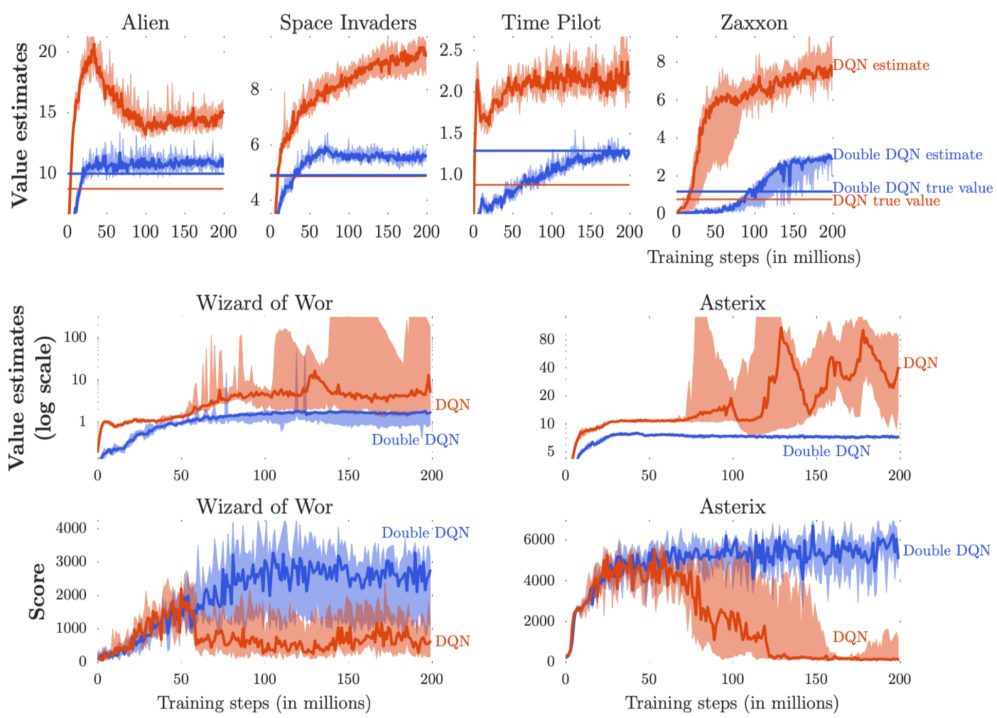 Alien
Space Invaders
Time Pilot
Zaxxon
Value estimates
20
15
10
0 50 100 150 200
8
6
4
0 50 100 150 200
2.5
2.0
1.5
1.0
0 50 100 150 200
8
6
4
2
0
0 50 100 150 200
DQN estimate
Double DQN estimate
Double DQN true value
DQN true value
Training steps (in millions)
Wizard of Wor
Value estimates
(log scale)
100
10
1
0 50 100 150 200
DQN
Double DQN
Asterix
80
40
20
10
5
0 50 100 150 200
DQN
Double DQN
Wizard of Wor
Score
4000
3000
2000
1000
0
0 50 100 150 200
Double DQN
DQN
Training steps (in millions)
Asterix
6000
4000
2000
0
0 50 100 150 200
Double DQN
DQN
Training steps (in millions)